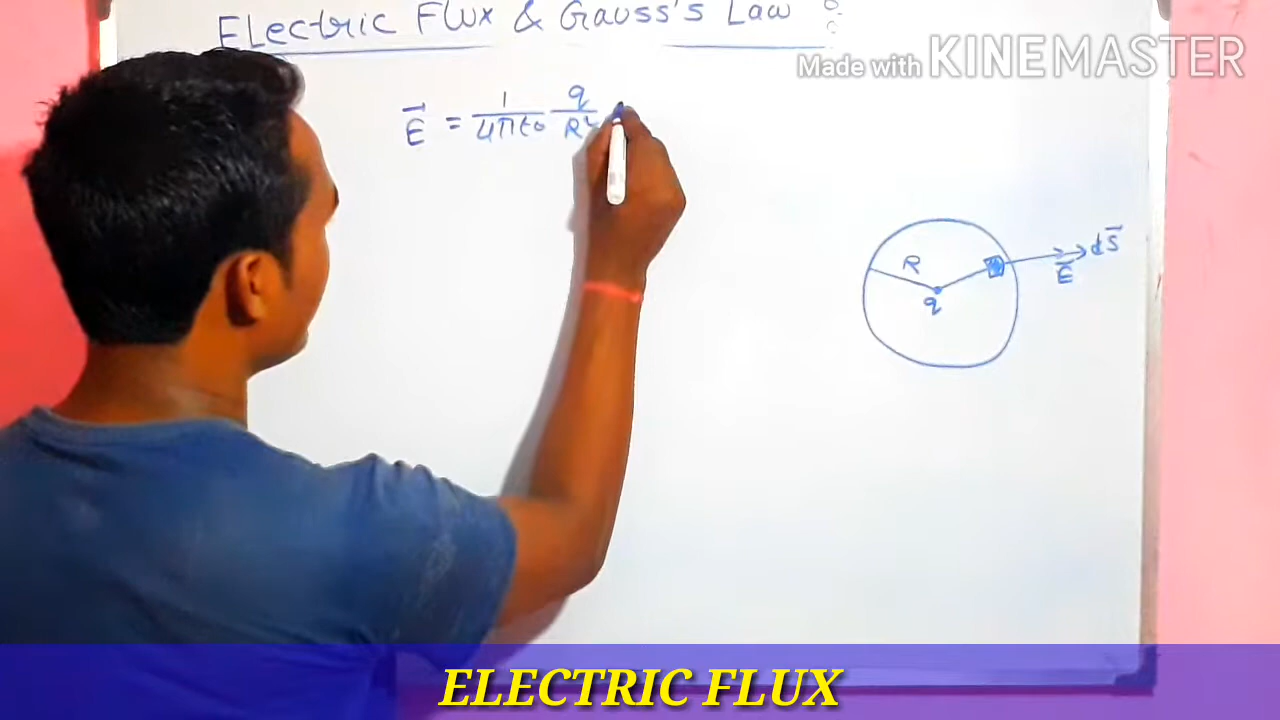 Electric Flux & Gauss's Law :
Made with KINEMASTER
E⃗ = 1/4πε0 q/R²
R
q
E⃗
dS⃗
ELECTRIC FLUX